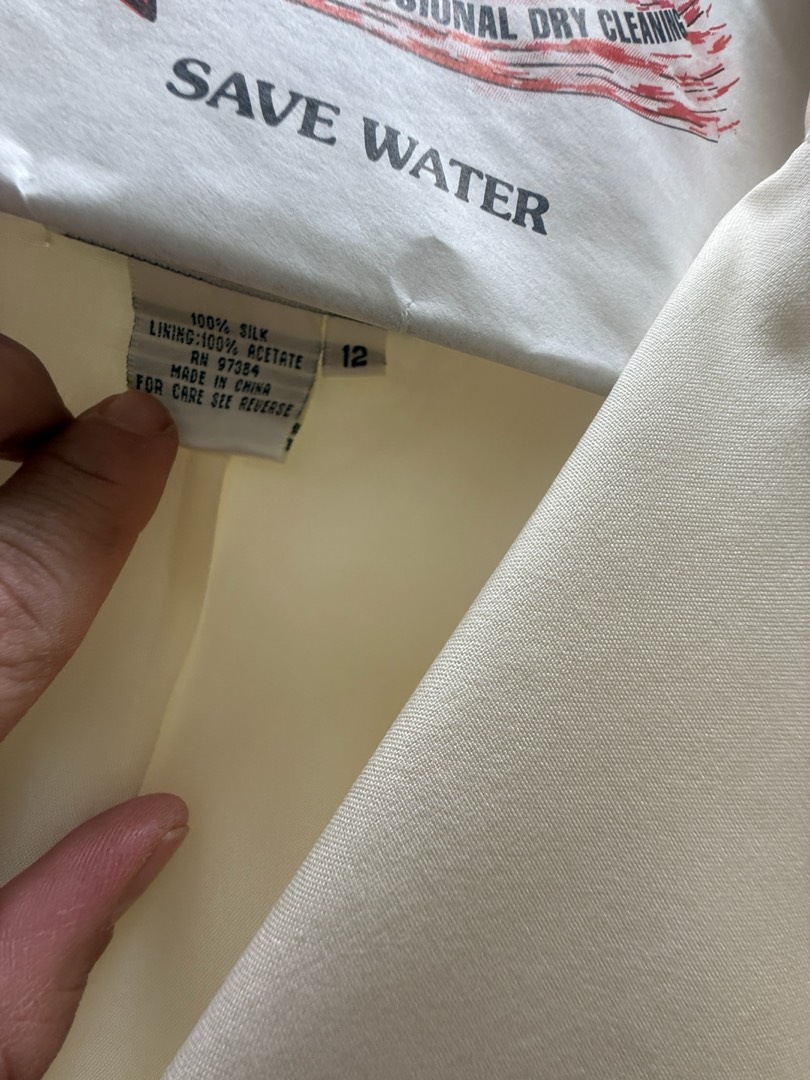 DRY CLEANING
SAVE WATER
100% SILK
LINING:100% ACETATE
RN 97384
MADE IN CHINA
FOR CARE SEE REVERSE
12